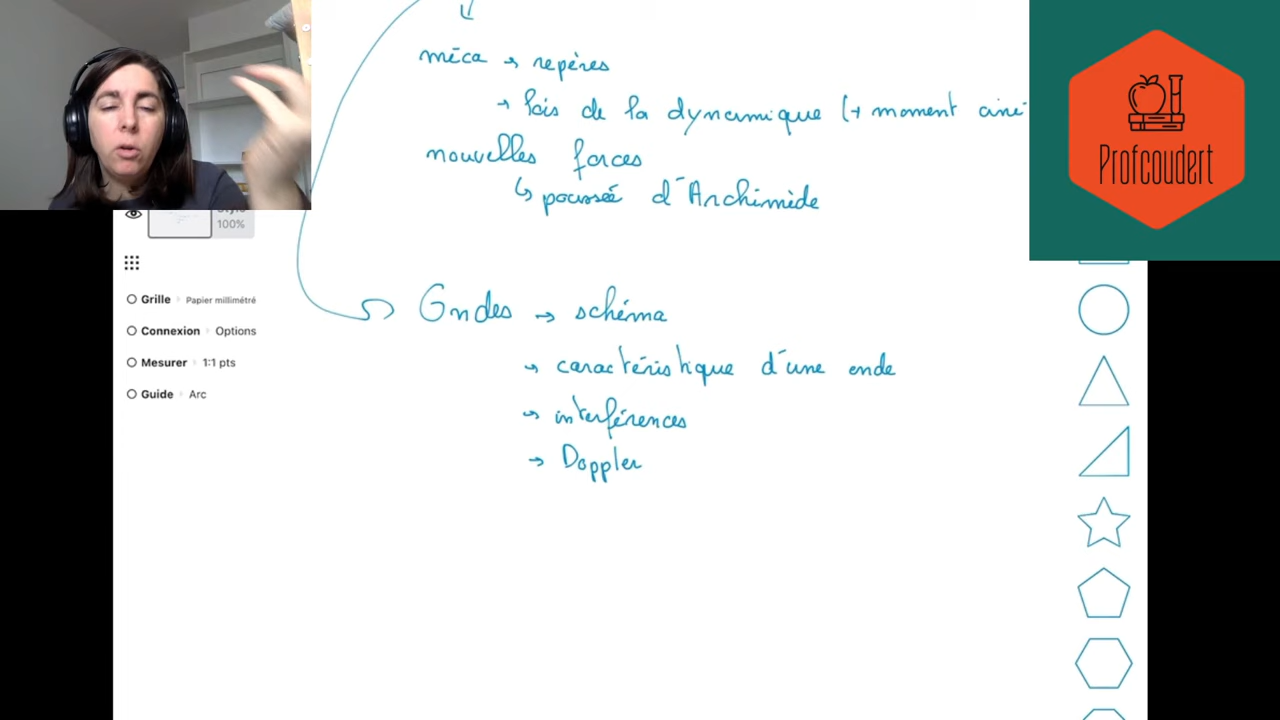 méca → repères
→ lois de la dynamique (+ moment ciné
nouvelles forces
↳ poussée d'Archimède
Profcoudert
100%
Grille › Papier millimétré
Connexion › Options
Mesurer › 1:1 pts
Guide › Arc
Ondes → schéma
→ caractéristique d'une onde
→ interférences
→ Doppler